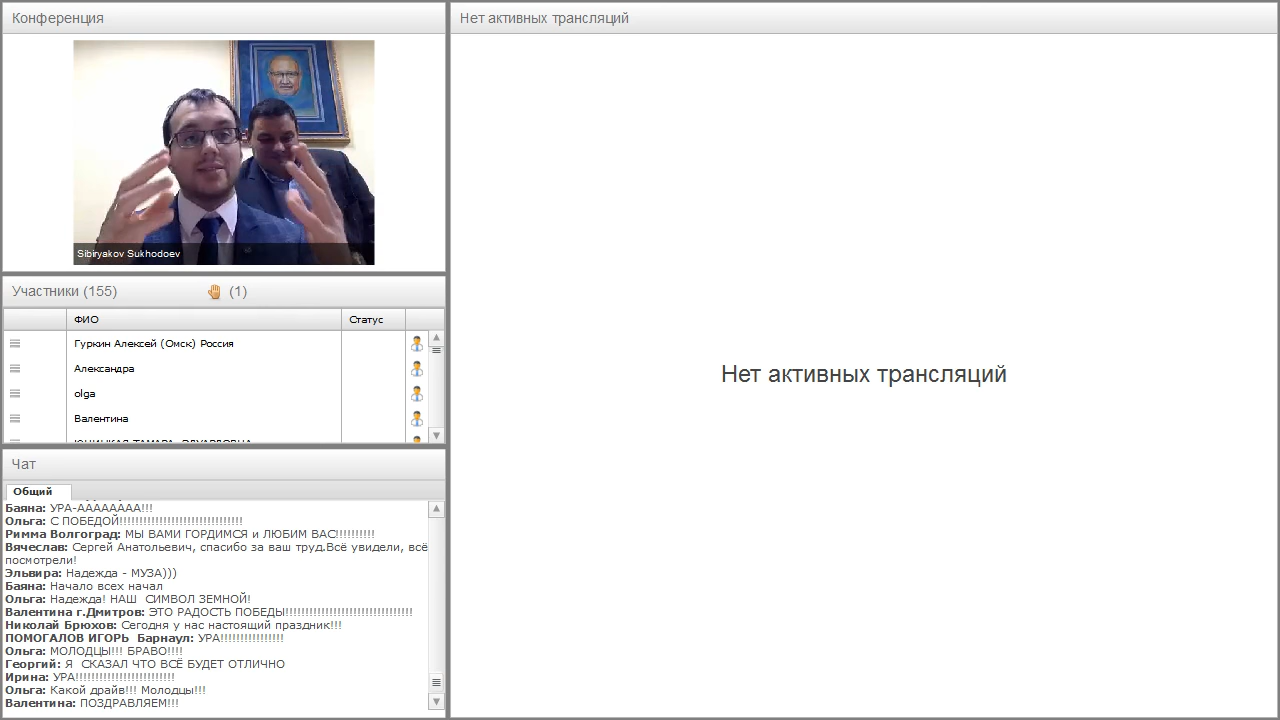 Конференция
Нет активных трансляций
Sibiryakov Sukhodoev
Участники (155)
(1)
ФИО
Статус
Гуркин Алексей (Омск) Россия
Александра
olga
Валентина
Нет активных трансляций
Чат
Общий
Баяна: УРА-АААААААА!!!
Ольга: С ПОБЕДОЙ!!!!!!!!!!!!!!!!!!!!!!!!!!!!!!!
Римма Волгоград: МЫ ВАМИ ГОРДИМСЯ и ЛЮБИМ ВАС!!!!!!!!!!
Вячеслав: Сергей Анатольевич, спасибо за ваш труд.Всё увидели, всё
посмотрели!
Эльвира: Надежда - МУЗА)))
Баяна: Начало всех начал
Ольга: Надежда! НАШ  СИМВОЛ ЗЕМНОЙ!
Валентина г.Дмитров: ЭТО РАДОСТЬ ПОБЕДЫ!!!!!!!!!!!!!!!!!!!!!!!!!!!!!!!!
Николай Брюхов: Сегодня у нас настоящий праздник!!!
ПОМОГАЛОВ ИГОРЬ  Барнаул: УРА!!!!!!!!!!!!!!!!
Ольга: МОЛОДЦЫ!!! БРАВО!!!!
Георгий: Я  СКАЗАЛ ЧТО ВСЁ БУДЕТ ОТЛИЧНО
Ирина: УРА!!!!!!!!!!!!!!!!!!!!!!!!!
Ольга: Какой драйв!!! Молодцы!!!
Валентина: ПОЗДРАВЛЯЕМ!!!